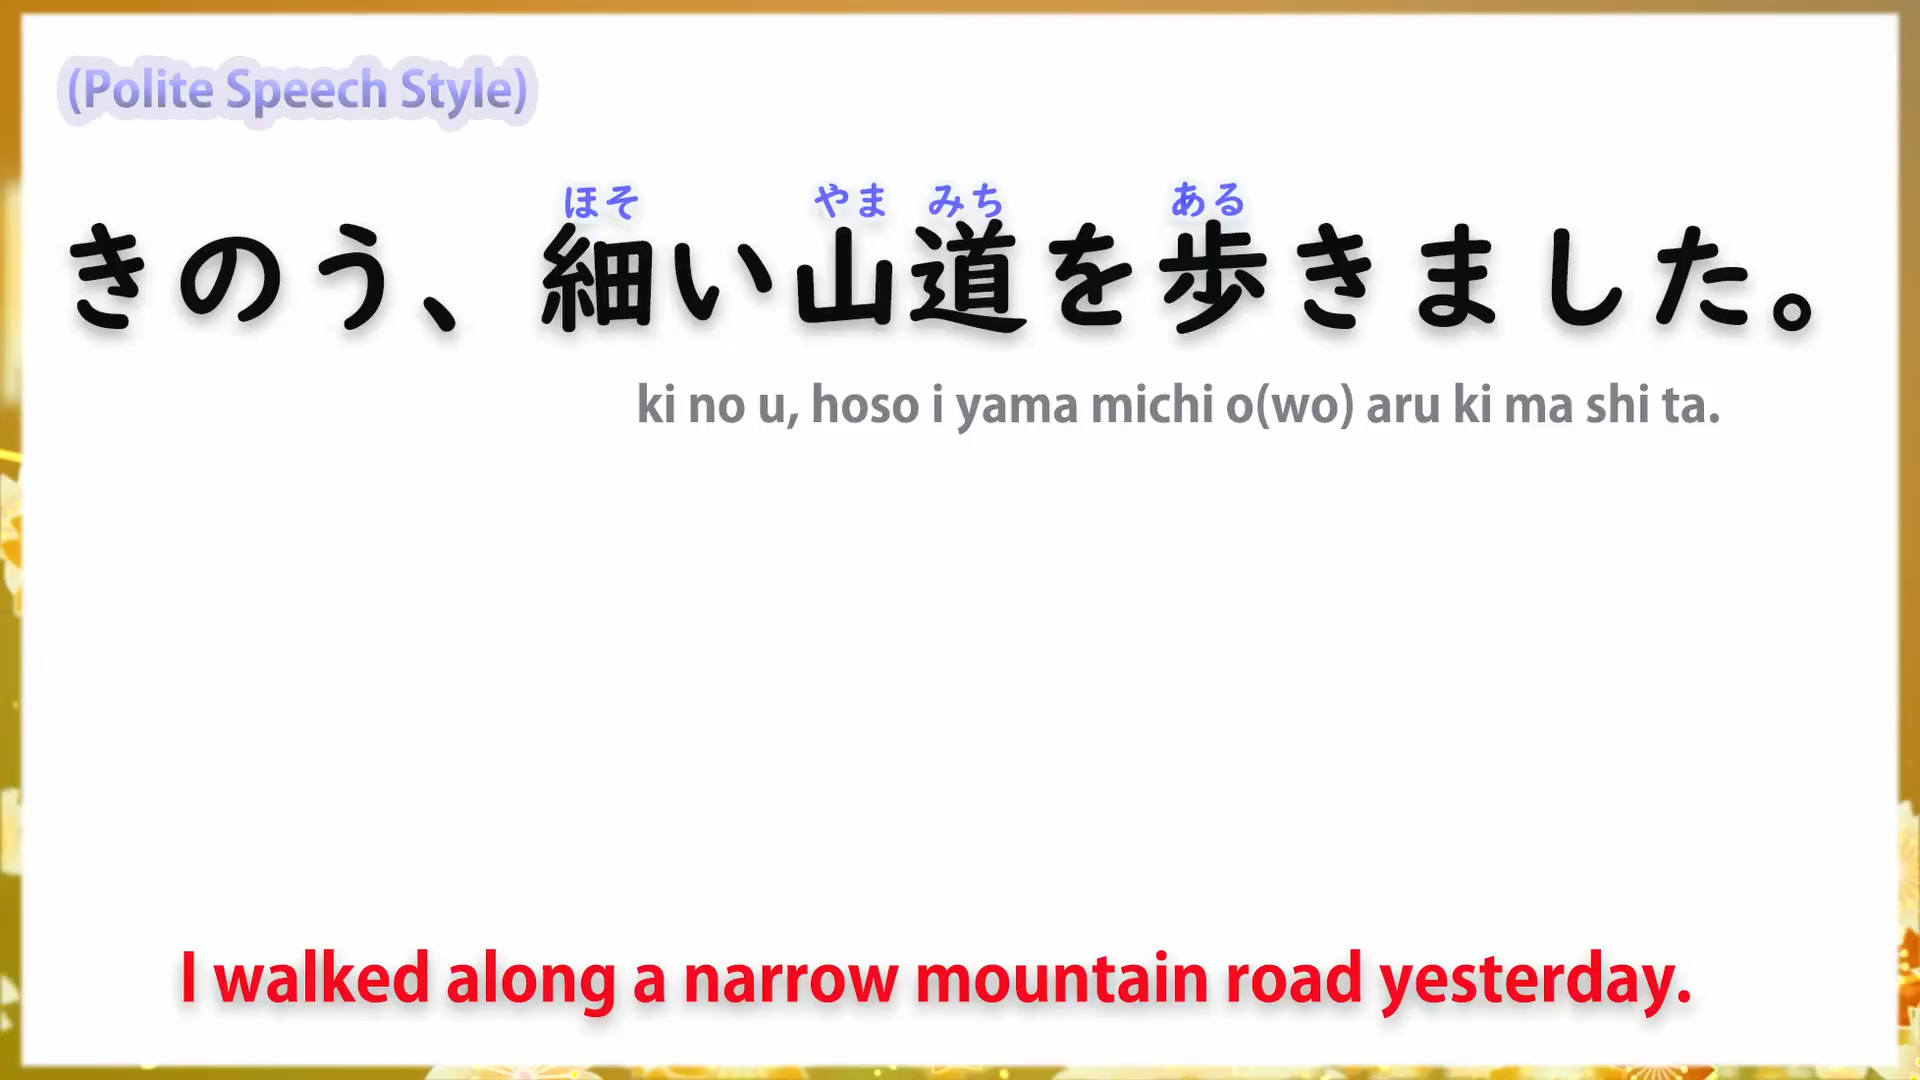 (Polite Speech Style)
ほそ やま みち ある
きのう、細い山道を歩きました。
ki no u, hoso i yama michi o(wo) aru ki ma shi ta.
I walked along a narrow mountain road yesterday.